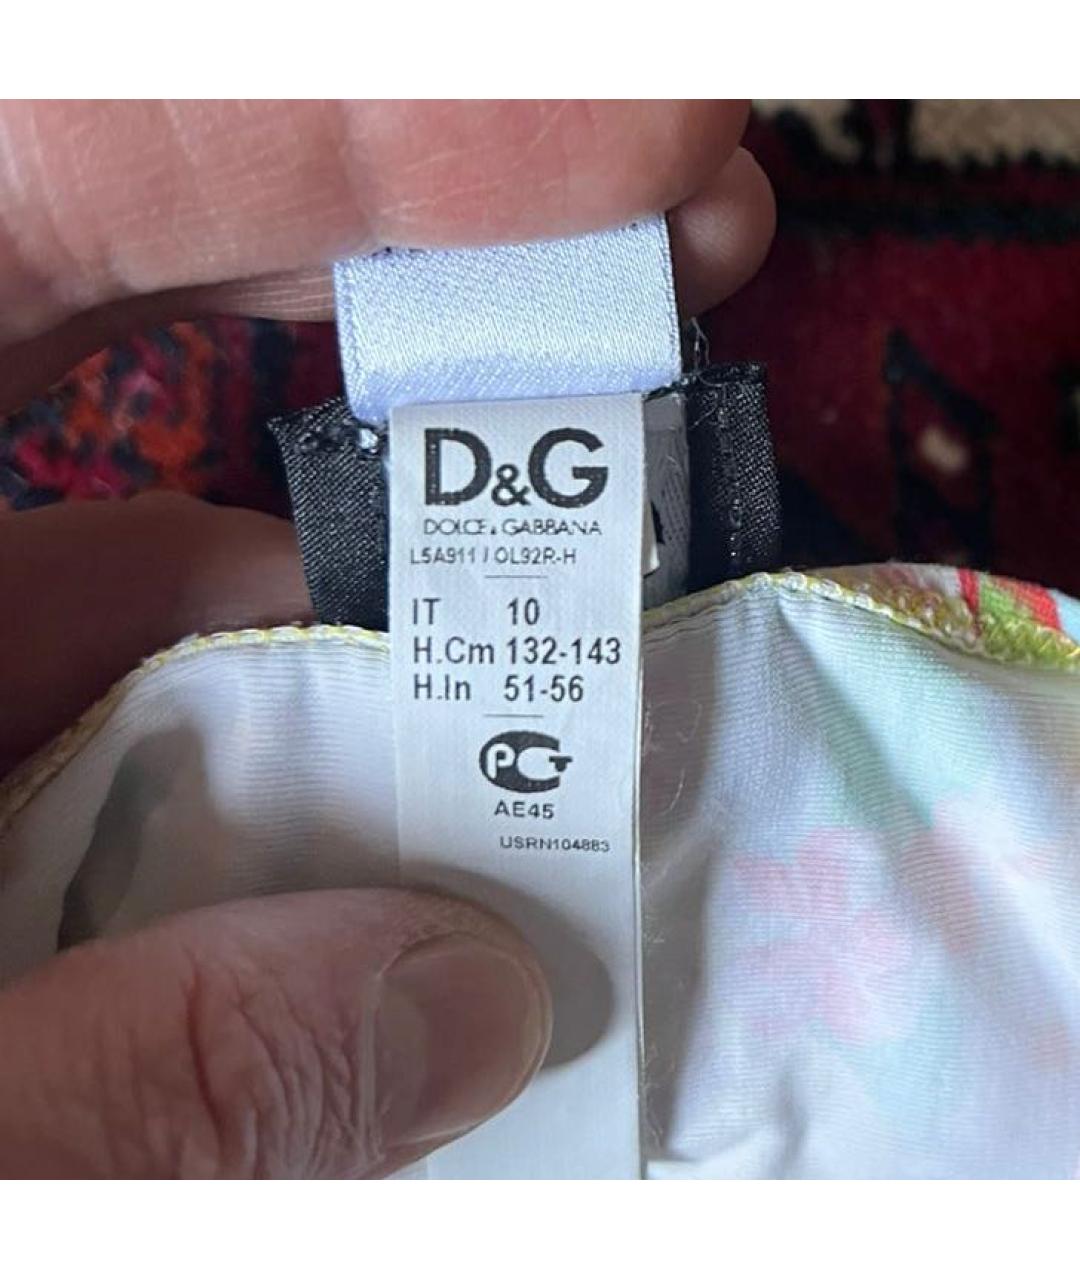 D&G
DOLCE & GABBANA
L5A911 / OL92R-H
IT 10
H.Cm 132-143
H.In 51-56
PCT
AE45
USRN104883